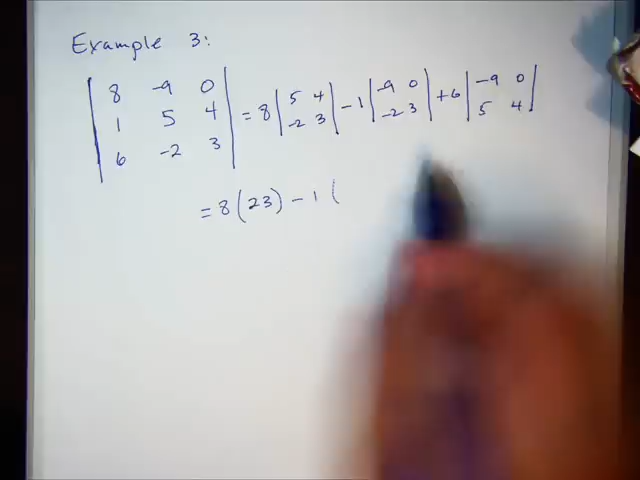 Example 3:
| 8 -9 0 |
| 1 5 4 | = 8 | 5 4 ; -2 3 | - 1 | -9 0 ; -2 3 | + 6 | -9 0 ; 5 4 |
| 6 -2 3 |
= 8 ( 23 ) - 1 (